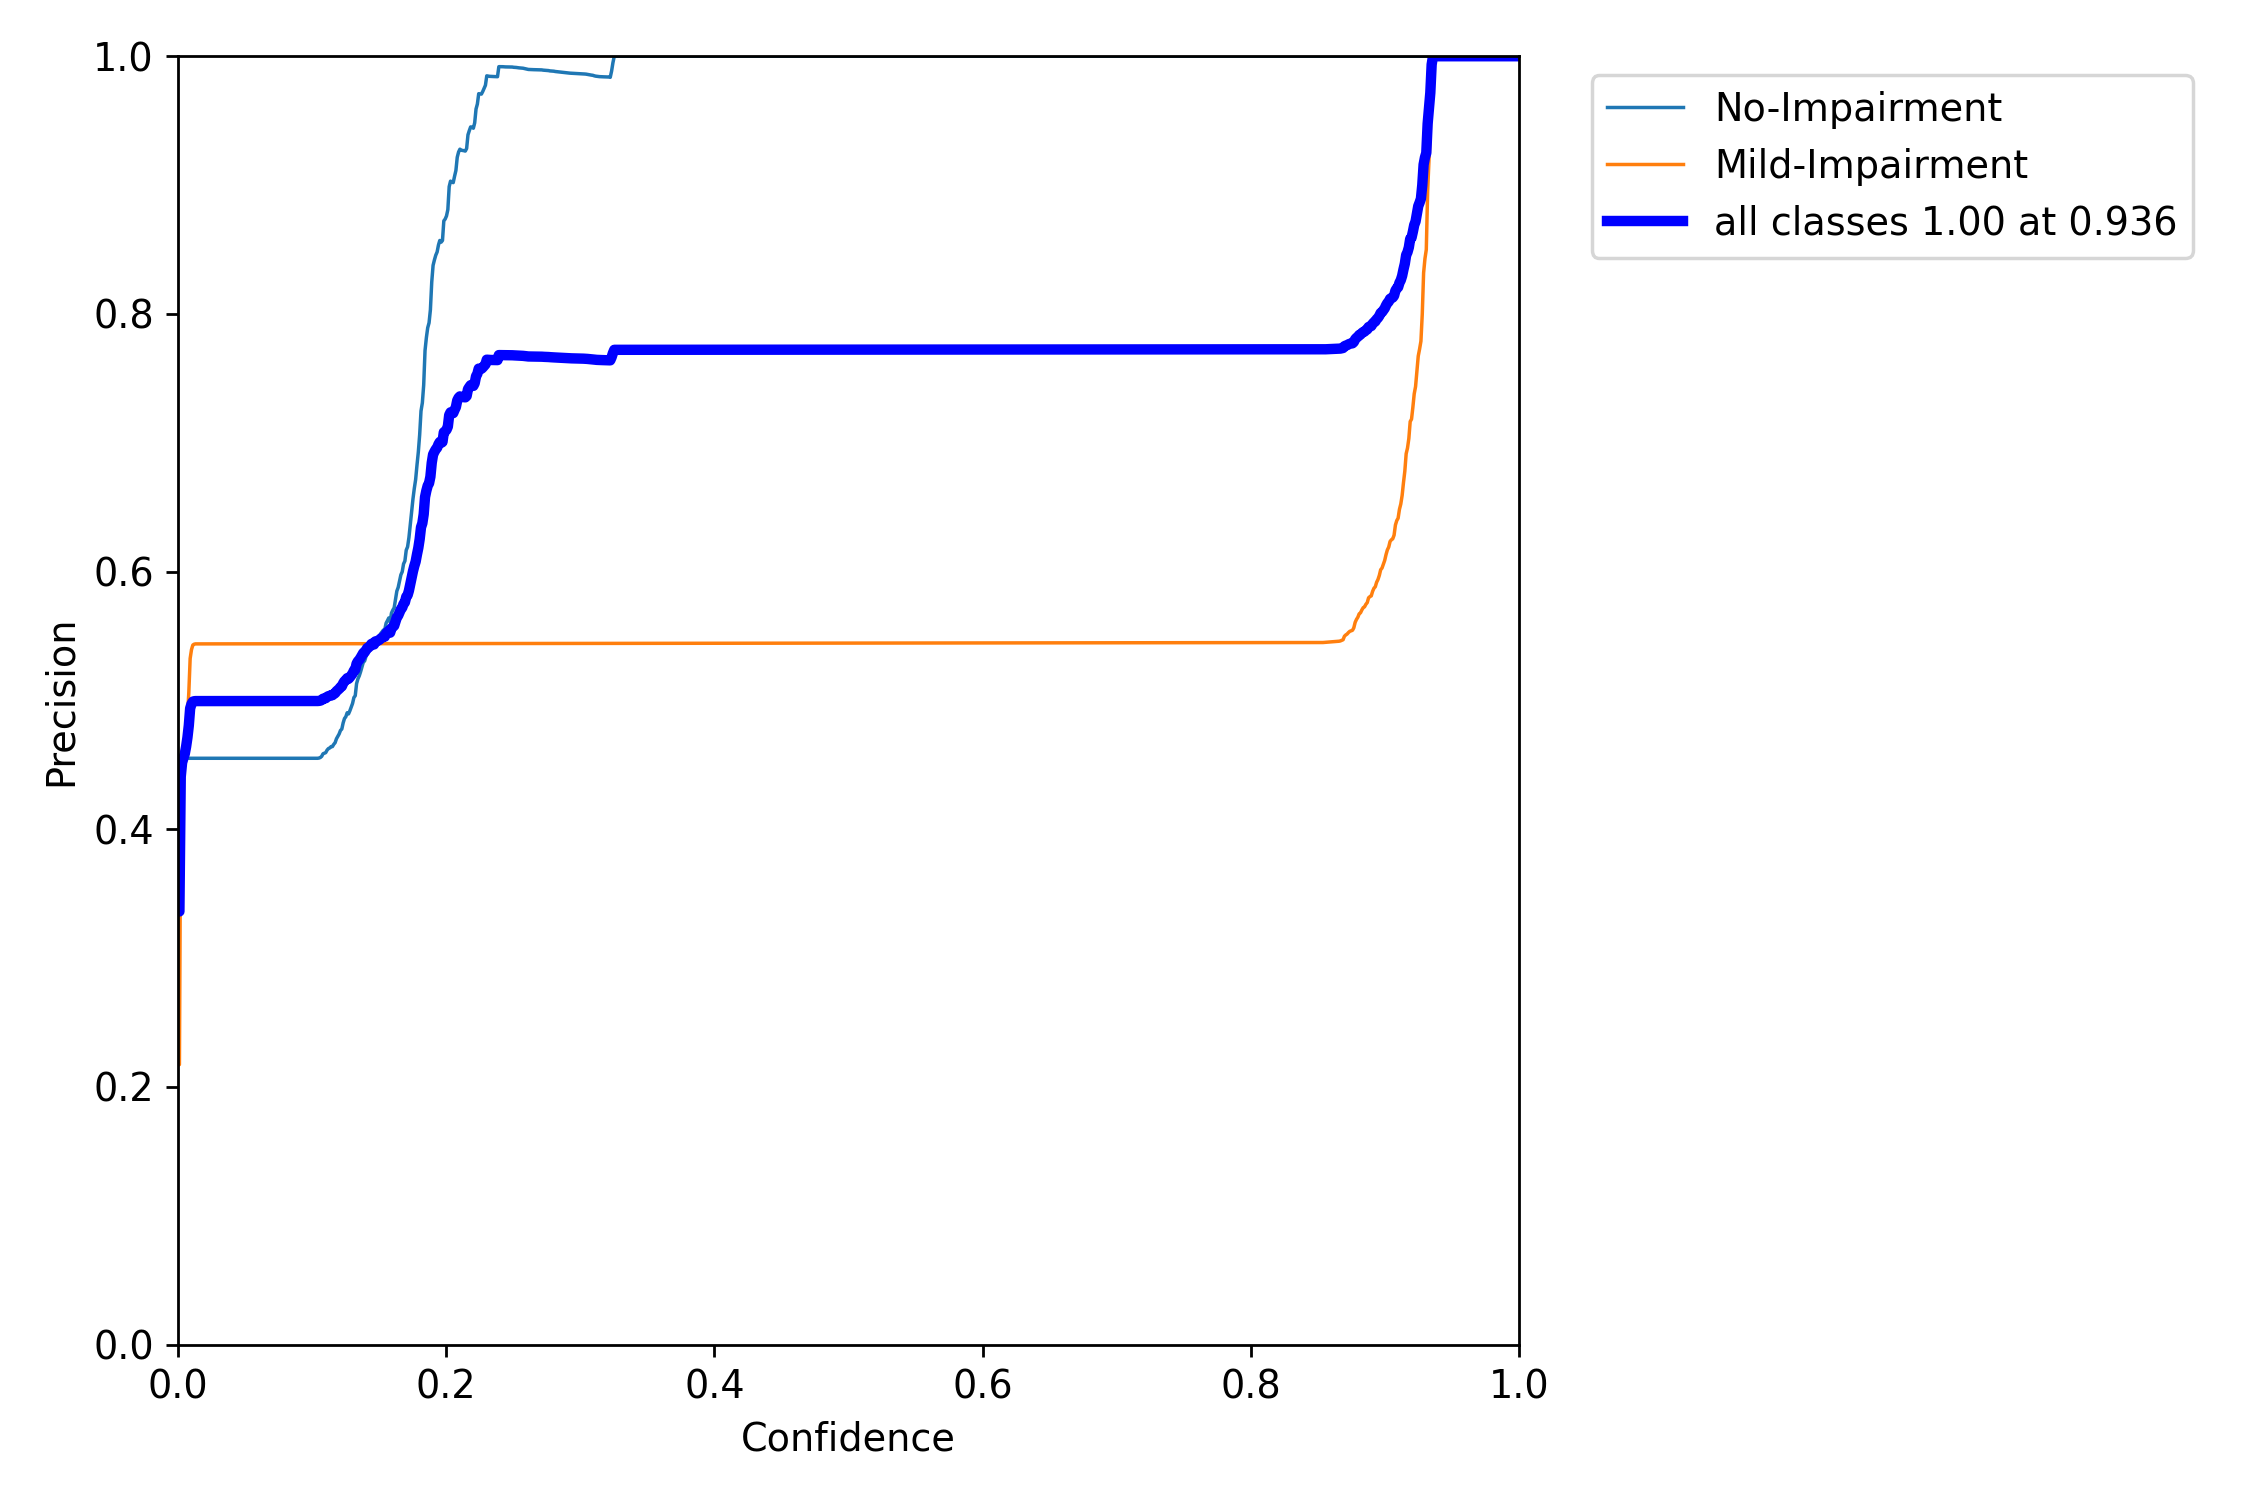 No-Impairment
Mild-Impairment
all classes 1.00 at 0.936
Precision
1.0
0.8
0.6
0.4
0.2
0.0
0.0 0.2 0.4 0.6 0.8 1.0
Confidence